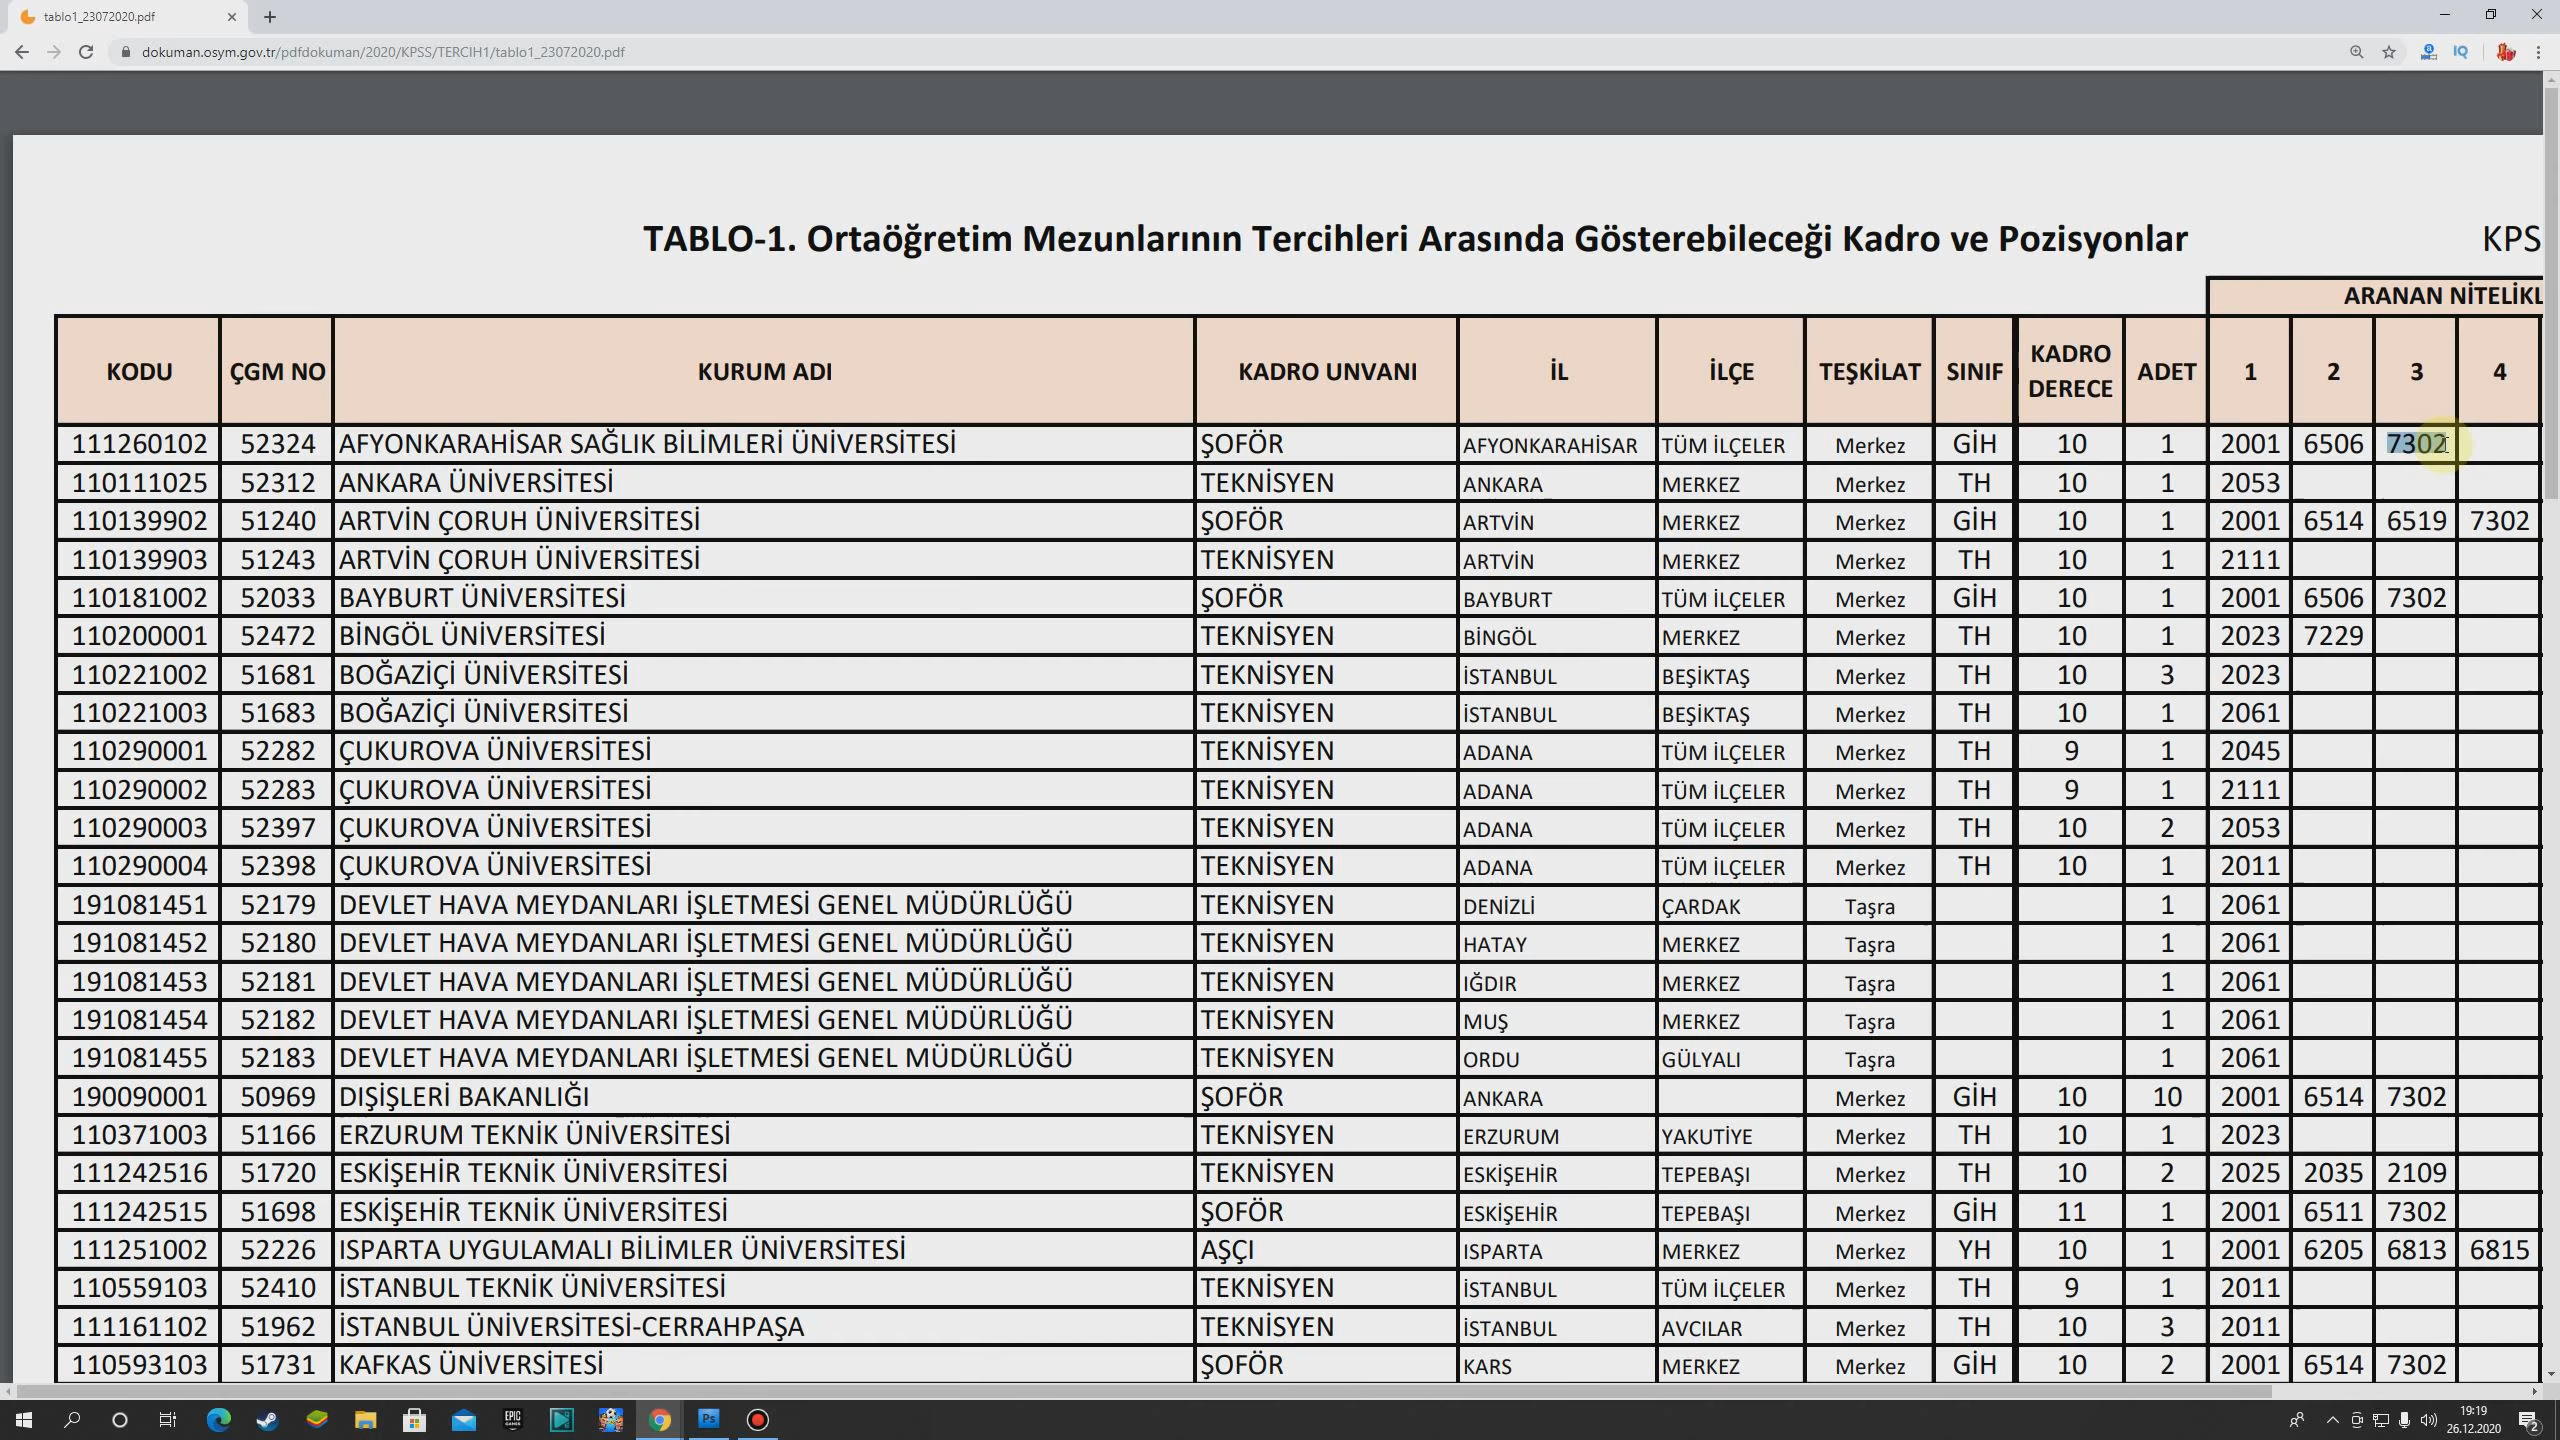 tablo1_23072020.pdf
dokuman.osym.gov.tr/pdfdokuman/2020/KPSS/TERCIH1/tablo1_23072020.pdf
TABLO-1. Ortaöğretim Mezunlarının Tercihleri Arasında Gösterebileceği Kadro ve Pozisyonlar KPS
ARANAN NİTELİKL
KODU ÇGM NO KURUM ADI KADRO UNVANI İL İLÇE TEŞKİLAT SINIF KADRO DERECE ADET 1 2 3 4
111260102 52324 AFYONKARAHİSAR SAĞLIK BİLİMLERİ ÜNİVERSİTESİ ŞOFÖR AFYONKARAHİSAR TÜM İLÇELER Merkez GİH 10 1 2001 6506 7302
110111025 52312 ANKARA ÜNİVERSİTESİ TEKNİSYEN ANKARA MERKEZ Merkez TH 10 1 2053
110139902 51240 ARTVİN ÇORUH ÜNİVERSİTESİ ŞOFÖR ARTVİN MERKEZ Merkez GİH 10 1 2001 6514 6519 7302
110139903 51243 ARTVİN ÇORUH ÜNİVERSİTESİ TEKNİSYEN ARTVİN MERKEZ Merkez TH 10 1 2111
110181002 52033 BAYBURT ÜNİVERSİTESİ ŞOFÖR BAYBURT TÜM İLÇELER Merkez GİH 10 1 2001 6506 7302
110200001 52472 BİNGÖL ÜNİVERSİTESİ TEKNİSYEN BİNGÖL MERKEZ Merkez TH 10 1 2023 7229
110221002 51681 BOĞAZİÇİ ÜNİVERSİTESİ TEKNİSYEN İSTANBUL BEŞİKTAŞ Merkez TH 10 3 2023
110221003 51683 BOĞAZİÇİ ÜNİVERSİTESİ TEKNİSYEN İSTANBUL BEŞİKTAŞ Merkez TH 10 1 2061
110290001 52282 ÇUKUROVA ÜNİVERSİTESİ TEKNİSYEN ADANA TÜM İLÇELER Merkez TH 9 1 2045
110290002 52283 ÇUKUROVA ÜNİVERSİTESİ TEKNİSYEN ADANA TÜM İLÇELER Merkez TH 9 1 2111
110290003 52397 ÇUKUROVA ÜNİVERSİTESİ TEKNİSYEN ADANA TÜM İLÇELER Merkez TH 10 2 2053
110290004 52398 ÇUKUROVA ÜNİVERSİTESİ TEKNİSYEN ADANA TÜM İLÇELER Merkez TH 10 1 2011
191081451 52179 DEVLET HAVA MEYDANLARI İŞLETMESİ GENEL MÜDÜRLÜĞÜ TEKNİSYEN DENİZLİ ÇARDAK Taşra 1 2061
191081452 52180 DEVLET HAVA MEYDANLARI İŞLETMESİ GENEL MÜDÜRLÜĞÜ TEKNİSYEN HATAY MERKEZ Taşra 1 2061
191081453 52181 DEVLET HAVA MEYDANLARI İŞLETMESİ GENEL MÜDÜRLÜĞÜ TEKNİSYEN IĞDIR MERKEZ Taşra 1 2061
191081454 52182 DEVLET HAVA MEYDANLARI İŞLETMESİ GENEL MÜDÜRLÜĞÜ TEKNİSYEN MUŞ MERKEZ Taşra 1 2061
191081455 52183 DEVLET HAVA MEYDANLARI İŞLETMESİ GENEL MÜDÜRLÜĞÜ TEKNİSYEN ORDU GÜLYALI Taşra 1 2061
190090001 50969 DIŞİŞLERİ BAKANLIĞI ŞOFÖR ANKARA Merkez GİH 10 10 2001 6514 7302
110371003 51166 ERZURUM TEKNİK ÜNİVERSİTESİ TEKNİSYEN ERZURUM YAKUTİYE Merkez TH 10 1 2023
111242516 51720 ESKİŞEHİR TEKNİK ÜNİVERSİTESİ TEKNİSYEN ESKİŞEHİR TEPEBAŞI Merkez TH 10 2 2025 2035 2109
111242515 51698 ESKİŞEHİR TEKNİK ÜNİVERSİTESİ ŞOFÖR ESKİŞEHİR TEPEBAŞI Merkez GİH 11 1 2001 6511 7302
111251002 52226 ISPARTA UYGULAMALI BİLİMLER ÜNİVERSİTESİ AŞÇI ISPARTA MERKEZ Merkez YH 10 1 2001 6205 6813 6815
110559103 52410 İSTANBUL TEKNİK ÜNİVERSİTESİ TEKNİSYEN İSTANBUL TÜM İLÇELER Merkez TH 9 1 2011
111161102 51962 İSTANBUL ÜNİVERSİTESİ-CERRAHPAŞA TEKNİSYEN İSTANBUL AVCILAR Merkez TH 10 3 2011
110593103 51731 KAFKAS ÜNİVERSİTESİ ŞOFÖR KARS MERKEZ Merkez GİH 10 2 2001 6514 7302
EPIC GAMES Ps
19:19
26.12.2020
2